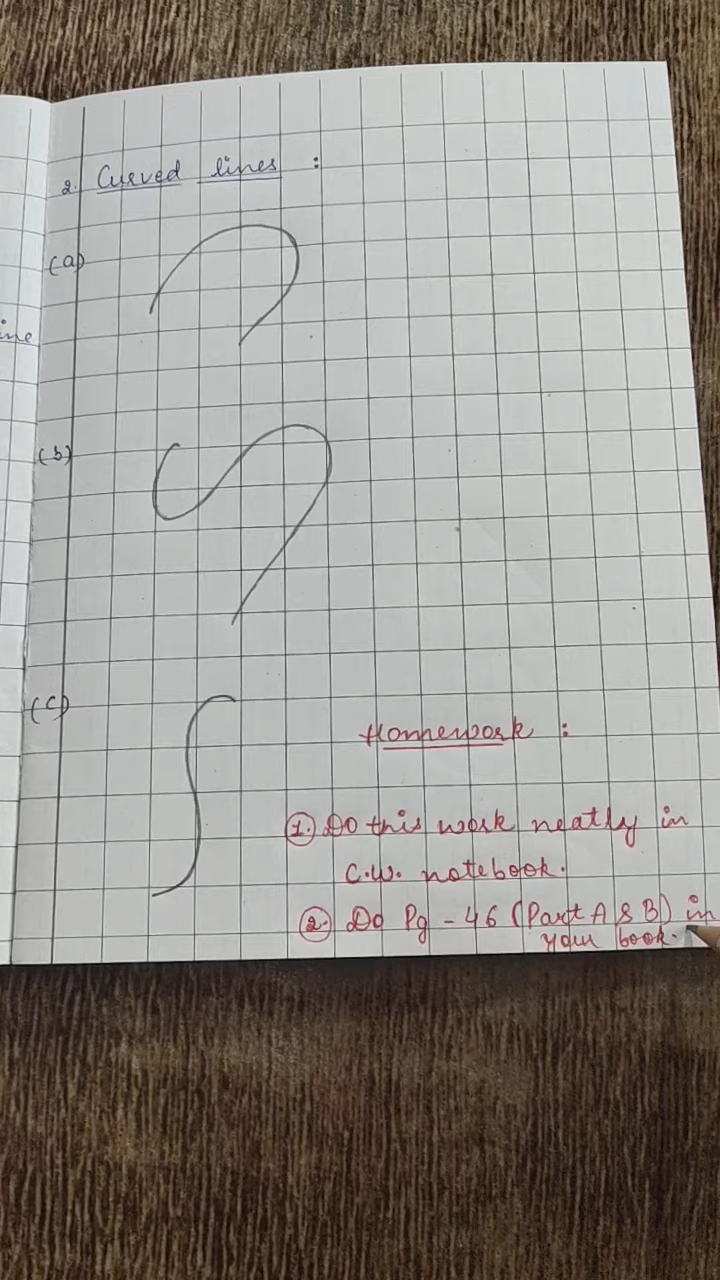 ine
2. Curved lines :
(a)
(b)
(c)
Homework :
1. Do this work neatly in
C.W. notebook.
2. Do Pg - 46 (Part A & B) in
your book.